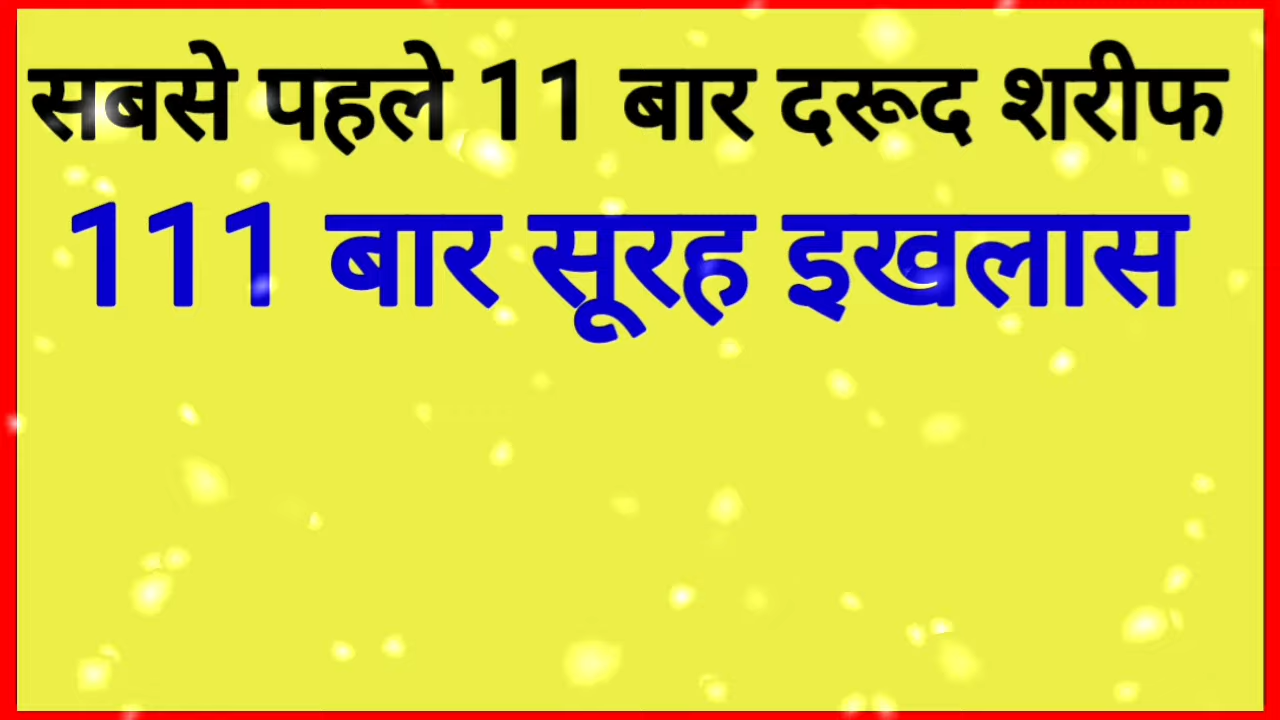 सबसे पहले 11 बार दरूद शरीफ
111 बार सूरह इखलास